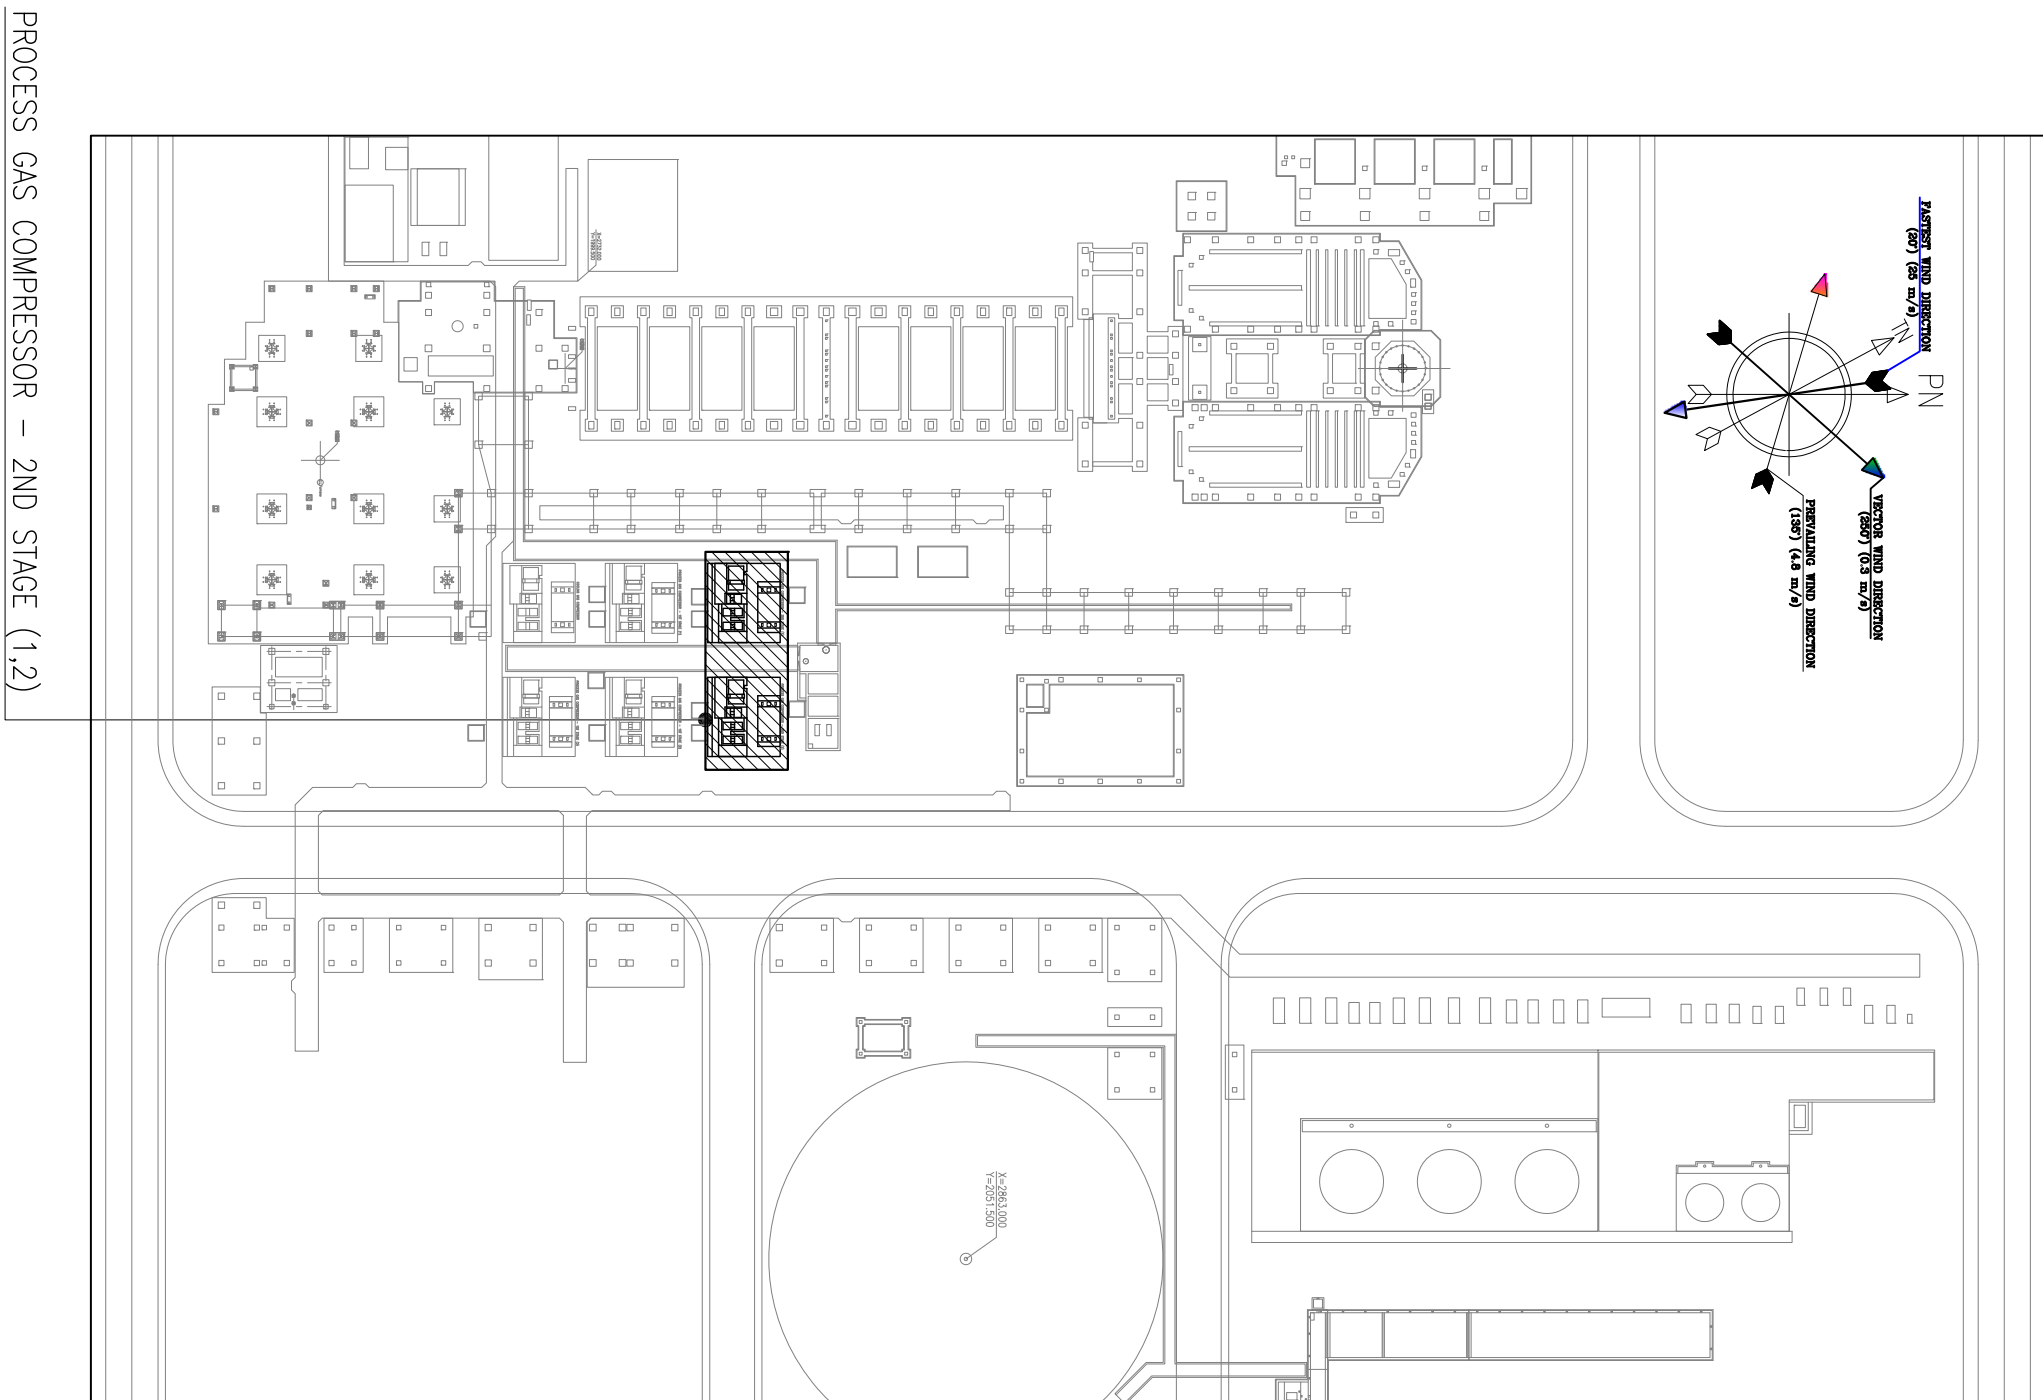 PROCESS GAS COMPRESSOR - 2ND STAGE (1,2)
FASTEST WIND DIRECTION
(20°) (25 m/s)
PN
N
VECTOR WIND DIRECTION
(250°) (0.3 m/s)
PREVAILING WIND DIRECTION
(135°) (4.8 m/s)
X=2863.000
Y=2051.500